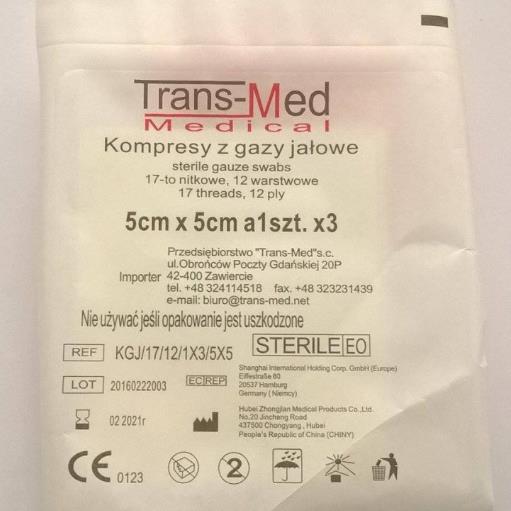 Trans-Med
Medical
Kompresy z gazy jałowe
sterile gauze swabs
17-to nitkowe, 12 warstwowe
17 threads, 12 ply
5cm x 5cm a1szt. x3
Przedsiębiorstwo "Trans-Med"s.c.
ul.Obrońców Poczty Gdańskiej 20P
Importer 42-400 Zawiercie
tel. +48 324114518 fax. +48 323231439
e-mail: biuro@trans-med.net
Nie używać jeśli opakowanie jest uszkodzone
REF KGJ/17/12/1X3/5X5 STERILE EO
LOT 20160222003 EC REP
Shanghai International Holding Corp. GmbH (Europe)
Eiffestraße 80
20537 Hamburg
Germany ( Niemcy)
02 2021r
Hubei Zhongjian Medical Products Co.,Ltd.
No.20 Jincheng Road
437500 Chongyang , Hubei
People's Republic of China (CHINY)
CE 0123 2